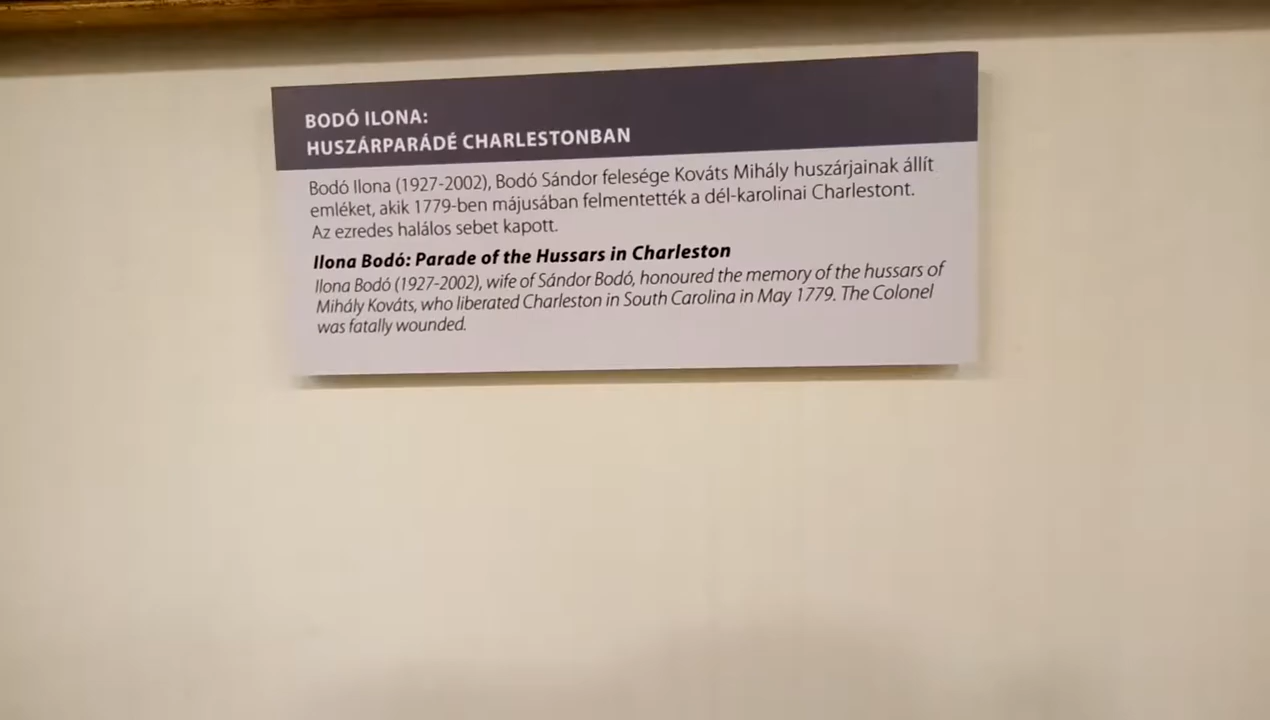 BODÓ ILONA:
HUSZÁRPARÁDÉ CHARLESTONBAN
Bodó Ilona (1927-2002), Bodó Sándor felesége Kováts Mihály huszárjainak állít
emléket, akik 1779-ben májusában felmentették a dél-karolinai Charlestont.
Az ezredes halálos sebet kapott.
Ilona Bodó: Parade of the Hussars in Charleston
Ilona Bodó (1927-2002), wife of Sándor Bodó, honoured the memory of the hussars of
Mihály Kováts, who liberated Charleston in South Carolina in May 1779. The Colonel
was fatally wounded.